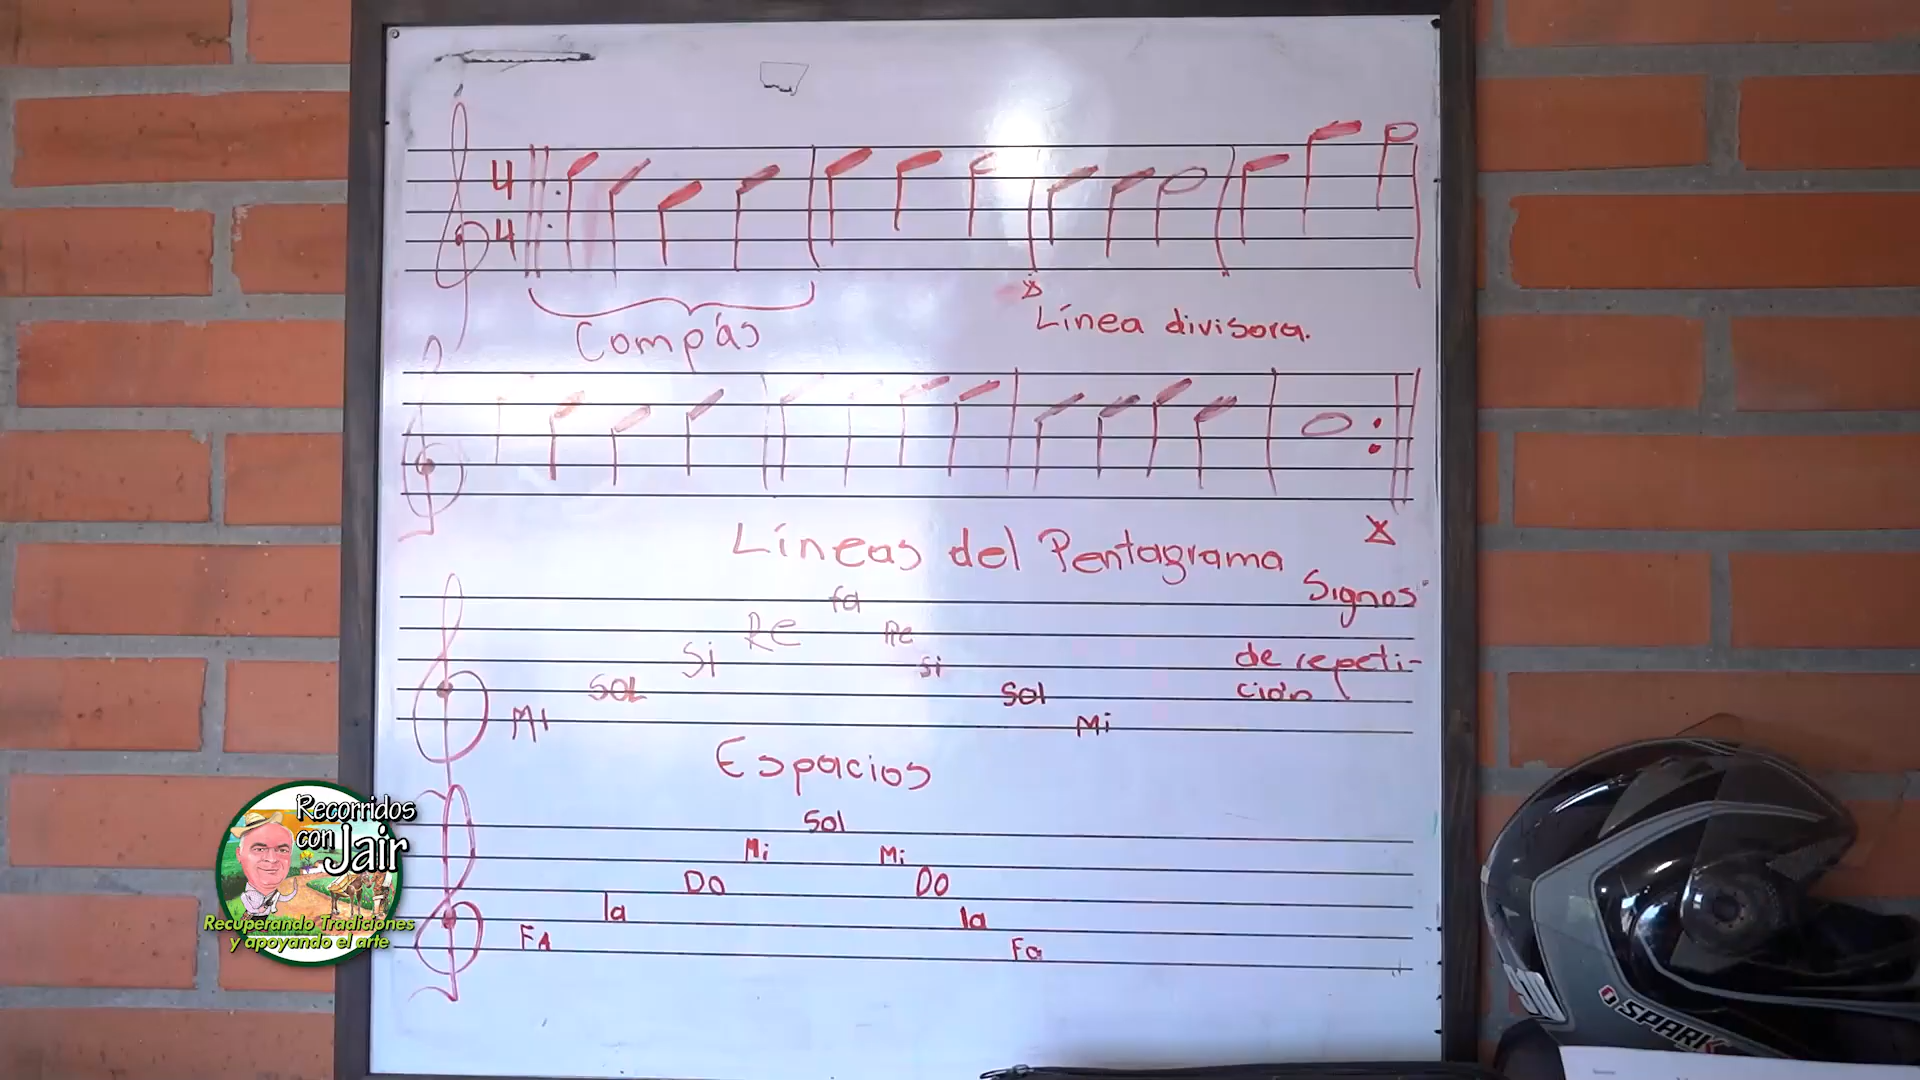 4
4
Compás
Línea divisora.
Líneas del Pentagrama
Signos
de repeti-
ción
fa
Re Re
Si Si
SOL Sol
Mi Mi
Espacios
Sol
Mi Mi
DO DO
la la
FA Fa
Recorridos
con Jair
Recuperando Tradiciones
y apoyando el arte
SPARK